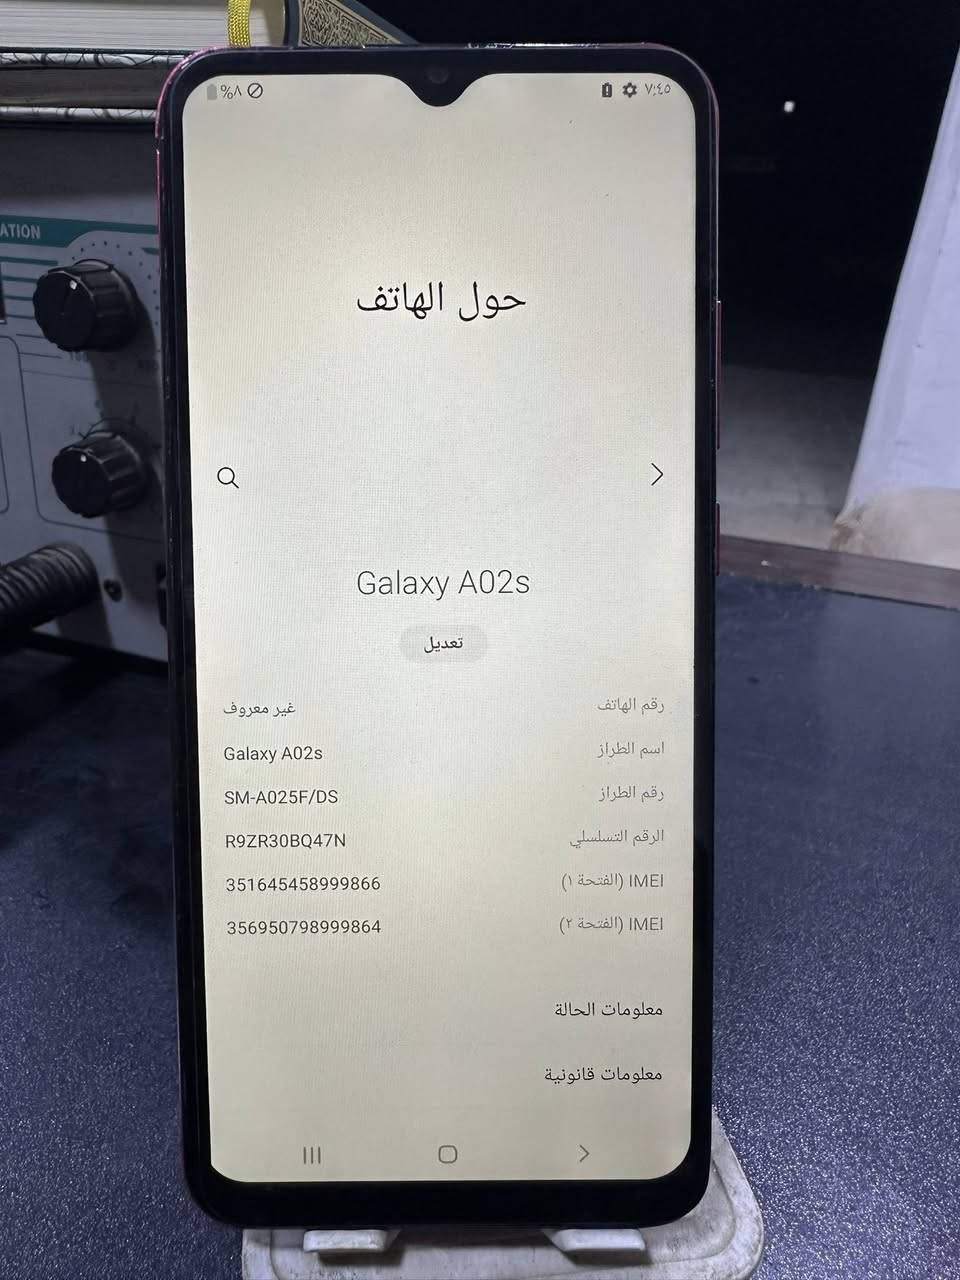 ATION
٧:٤٥
%٨
حول الهاتف
Galaxy A02s
تعديل
رقم الهاتف غير معروف
اسم الطراز Galaxy A02s
رقم الطراز SM-A025F/DS
الرقم التسلسلي R9ZR30BQ47N
IMEI (الفتحة ١) 351645458999866
IMEI (الفتحة ٢) 356950798999864
معلومات الحالة
معلومات قانونية